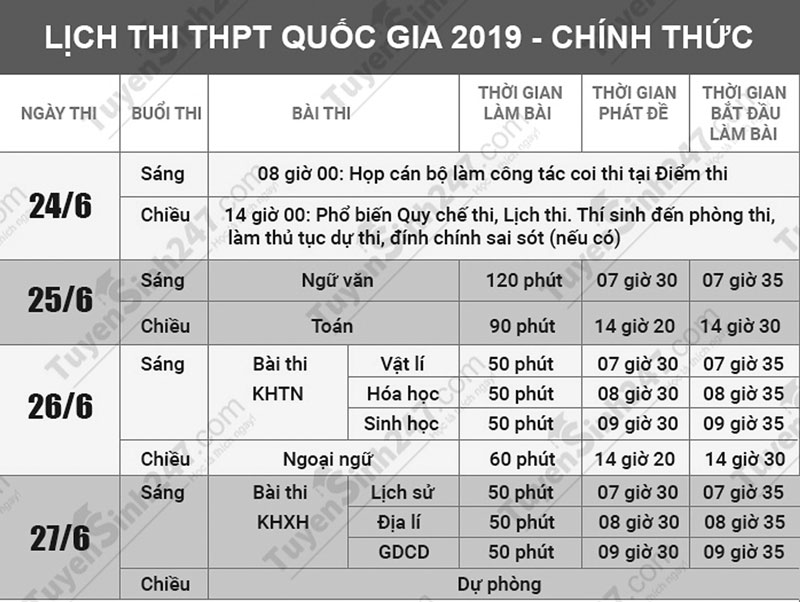 LỊCH THI THPT QUỐC GIA 2019 - CHÍNH THỨC
NGÀY THI BUỔI THI BÀI THI THỜI GIAN LÀM BÀI THỜI GIAN PHÁT ĐỀ THỜI GIAN BẮT ĐẦU LÀM BÀI
24/6 Sáng 08 giờ 00: Họp cán bộ làm công tác coi thi tại Điểm thi
Chiều 14 giờ 00: Phổ biến Quy chế thi, Lịch thi. Thí sinh đến phòng thi,
làm thủ tục dự thi, đính chính sai sót (nếu có)
25/6 Sáng Ngữ văn 120 phút 07 giờ 30 07 giờ 35
Chiều Toán 90 phút 14 giờ 20 14 giờ 30
26/6 Sáng Bài thi KHTN Vật lí 50 phút 07 giờ 30 07 giờ 35
Hóa học 50 phút 08 giờ 30 08 giờ 35
Sinh học 50 phút 09 giờ 30 09 giờ 35
Chiều Ngoại ngữ 60 phút 14 giờ 20 14 giờ 30
27/6 Sáng Bài thi KHXH Lịch sử 50 phút 07 giờ 30 07 giờ 35
Địa lí 50 phút 08 giờ 30 08 giờ 35
GDCD 50 phút 09 giờ 30 09 giờ 35
Chiều Dự phòng
TuyenSinh247.com
Học là thích ngay!